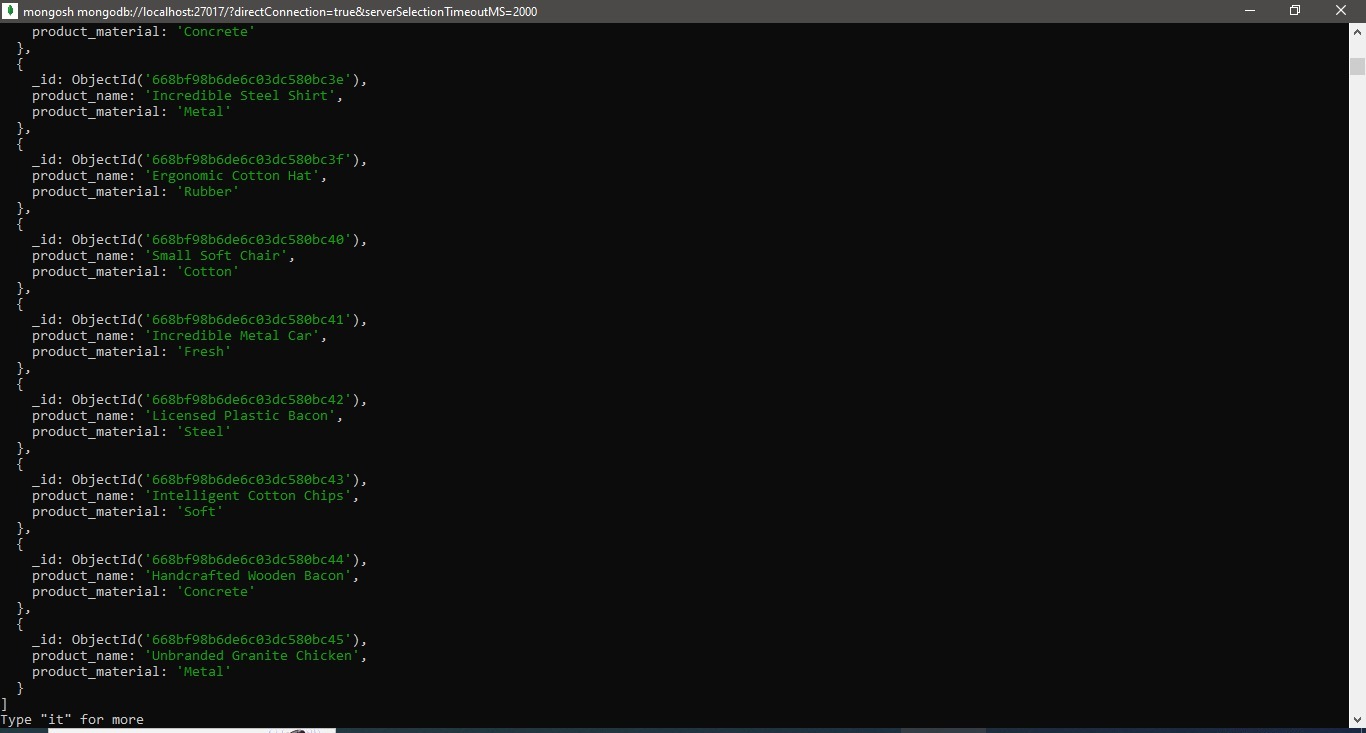 mongosh mongodb://localhost:27017/?directConnection=true&serverSelectionTimeoutMS=2000
    product_material: 'Concrete'
  },
  {
    _id: ObjectId('668bf98b6de6c03dc580bc3e'),
    product_name: 'Incredible Steel Shirt',
    product_material: 'Metal'
  },
  {
    _id: ObjectId('668bf98b6de6c03dc580bc3f'),
    product_name: 'Ergonomic Cotton Hat',
    product_material: 'Rubber'
  },
  {
    _id: ObjectId('668bf98b6de6c03dc580bc40'),
    product_name: 'Small Soft Chair',
    product_material: 'Cotton'
  },
  {
    _id: ObjectId('668bf98b6de6c03dc580bc41'),
    product_name: 'Incredible Metal Car',
    product_material: 'Fresh'
  },
  {
    _id: ObjectId('668bf98b6de6c03dc580bc42'),
    product_name: 'Licensed Plastic Bacon',
    product_material: 'Steel'
  },
  {
    _id: ObjectId('668bf98b6de6c03dc580bc43'),
    product_name: 'Intelligent Cotton Chips',
    product_material: 'Soft'
  },
  {
    _id: ObjectId('668bf98b6de6c03dc580bc44'),
    product_name: 'Handcrafted Wooden Bacon',
    product_material: 'Concrete'
  },
  {
    _id: ObjectId('668bf98b6de6c03dc580bc45'),
    product_name: 'Unbranded Granite Chicken',
    product_material: 'Metal'
  }
]
Type "it" for more